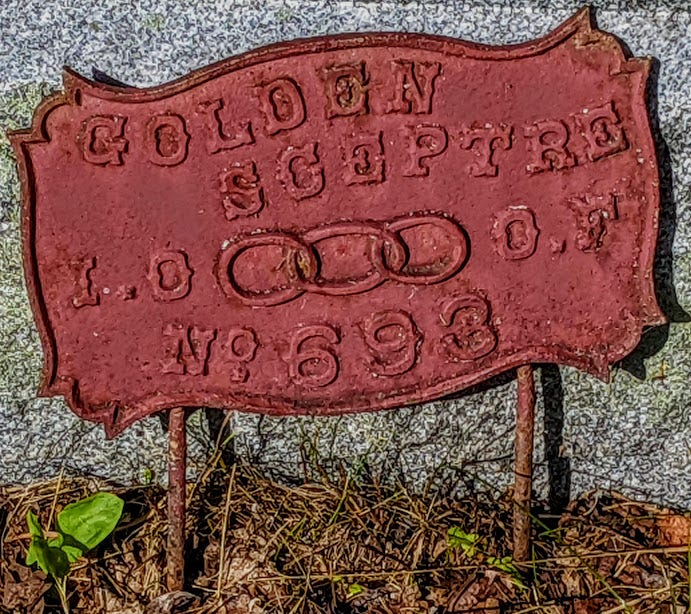 GOLDEN
SCEPTRE
I.O O.F
No. 693